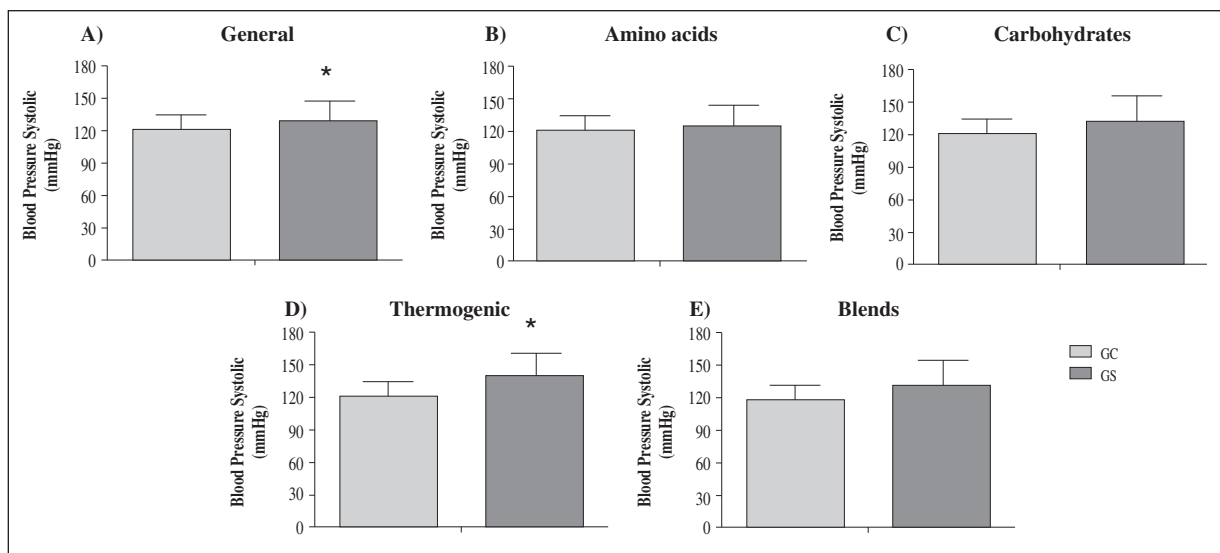 A) General
*
Blood Pressure Systolic
(mmHg)
180
150
120
90
60
30
0
B) Amino acids
Blood Pressure Systolic
(mmHg)
180
150
120
90
60
30
0
C) Carbohydrates
Blood Pressure Systolic
(mmHg)
180
150
120
90
60
30
0
D) Thermogenic
*
Blood Pressure Systolic
(mmHg)
180
150
120
90
60
30
0
E) Blends
Blood Pressure Systolic
(mmHg)
180
150
120
90
60
30
0
GC
GS